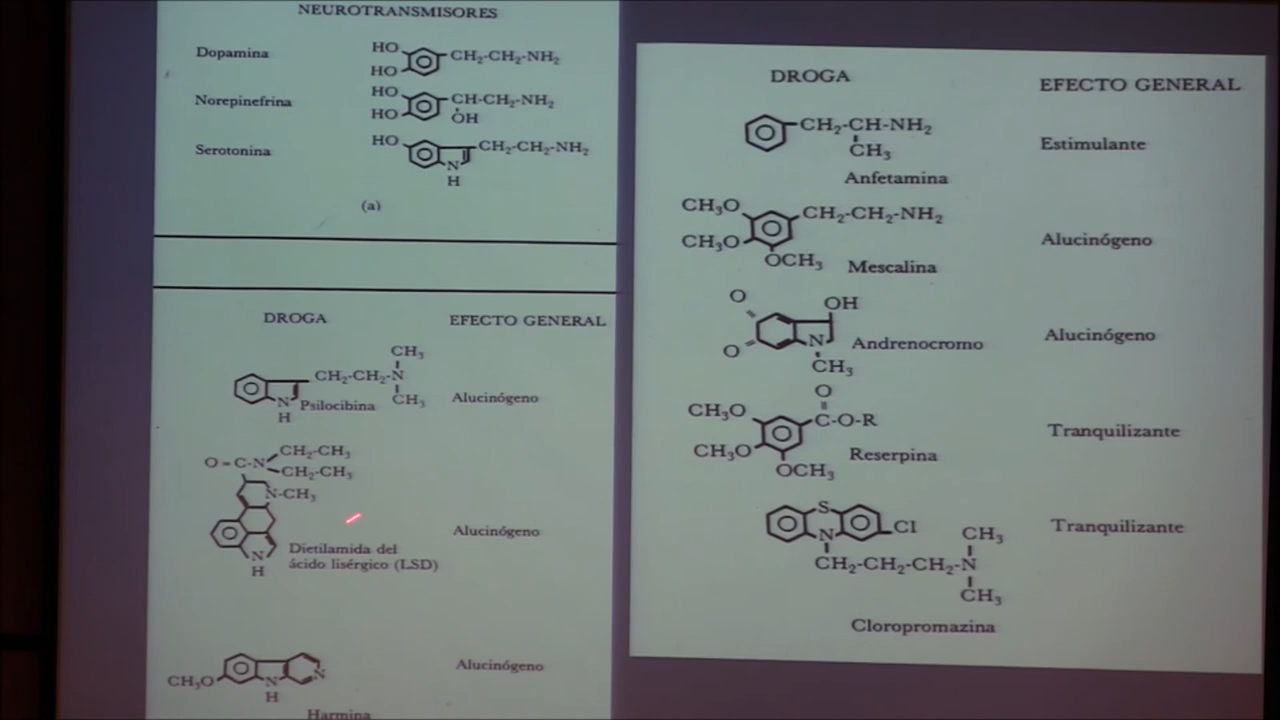 NEUROTRANSMISORES
Dopamina
HO
HO
CH₂-CH₂-NH₂
Norepinefrina
HO
HO
CH-CH₂-NH₂
OH
Serotonina
HO
CH₂-CH₂-NH₂
N
H
(a)
DROGA EFECTO GENERAL
CH₃
CH₂-CH₂-N
CH₃
N
H
Psilocibina
Alucinógeno
O=C-N
CH₂-CH₃
CH₂-CH₃
N-CH₃
N
H
Dietilamida del
ácido lisérgico (LSD)
Alucinógeno
CH₃O
N
H
N
Harmina
Alucinógeno
DROGA EFECTO GENERAL
CH₂-CH-NH₂
CH₃
Anfetamina
Estimulante
CH₃O
CH₃O
OCH₃
CH₂-CH₂-NH₂
Mescalina
Alucinógeno
O
O
OH
N
CH₃
Andrenocromo
Alucinógeno
O
C-O-R
CH₃O
CH₃O
OCH₃
Reserpina
Tranquilizante
S
N
Cl
CH₂-CH₂-CH₂-N
CH₃
CH₃
Cloropromazina
Tranquilizante